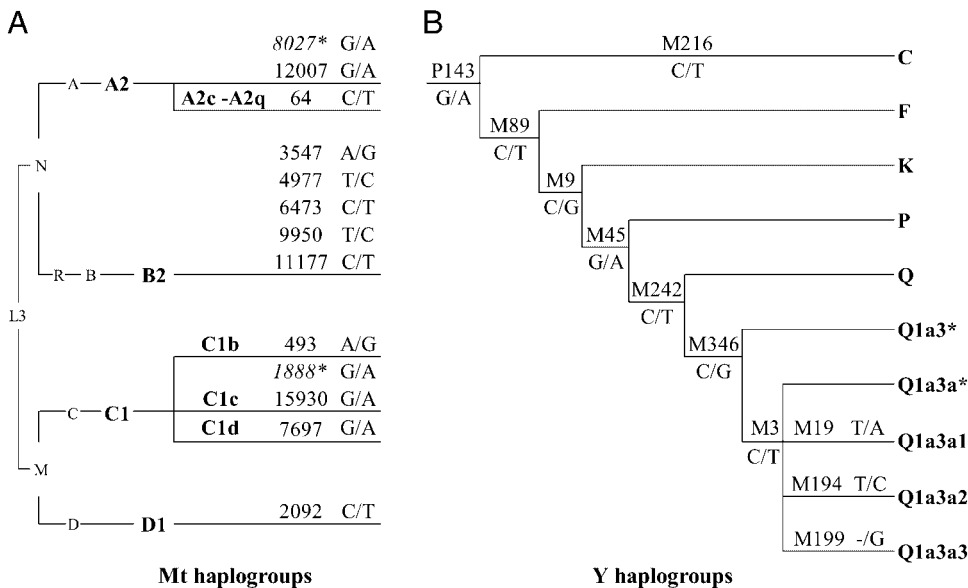 A
8027* G/A
A A2 12007 G/A
A2c -A2q 64 C/T
N
3547 A/G
4977 T/C
6473 C/T
9950 T/C
R B B2 11177 C/T
L3
C1b 493 A/G
1888* G/A
C C1 C1c 15930 G/A
C1d 7697 G/A
M
D D1 2092 C/T
Mt haplogroups
B
M216 C
C/T
P143
G/A
F
M89
C/T
K
M9
C/G
P
M45
G/A
Q
M242
C/T
Q1a3*
M346
C/G
Q1a3a*
M3
C/T
M19 T/A Q1a3a1
M194 T/C Q1a3a2
M199 -/G Q1a3a3
Y haplogroups